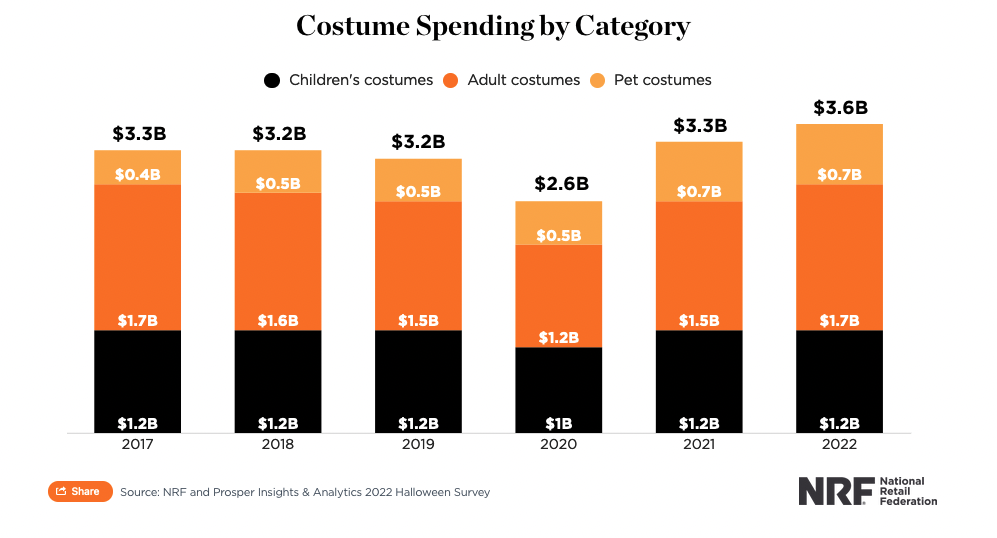 Costume Spending by Category
Children's costumes Adult costumes Pet costumes
$3.3B $3.2B $3.2B $2.6B $3.3B $3.6B
$0.4B $0.5B $0.5B $0.5B $0.7B $0.7B
$1.7B $1.6B $1.5B $1.2B $1.5B $1.7B
$1.2B $1.2B $1.2B $1B $1.2B $1.2B
2017 2018 2019 2020 2021 2022
Share Source: NRF and Prosper Insights & Analytics 2022 Halloween Survey
NRF
National
Retail
Federation